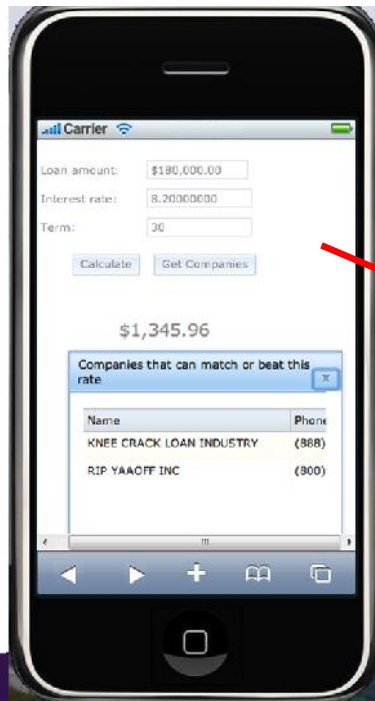 Carrier
Loan amount: $180,000.00
Interest rate: 8.20000000
Term: 30
Calculate Get Companies
$1,345.96
Companies that can match or beat this
rate x
Name Phone
KNEE CRACK LOAN INDUSTRY (888)
RIP YAAOFF INC (800)